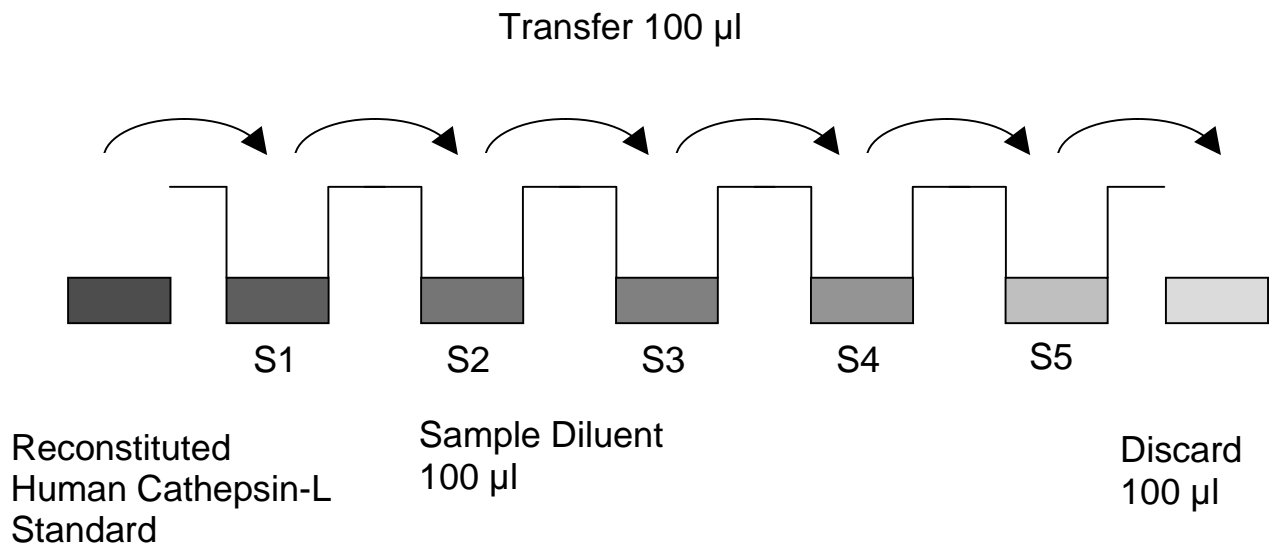 Transfer 100 µl
S1
S2
S3
S4
S5
Reconstituted
Human Cathepsin-L
Standard
Sample Diluent
100 µl
Discard
100 µl